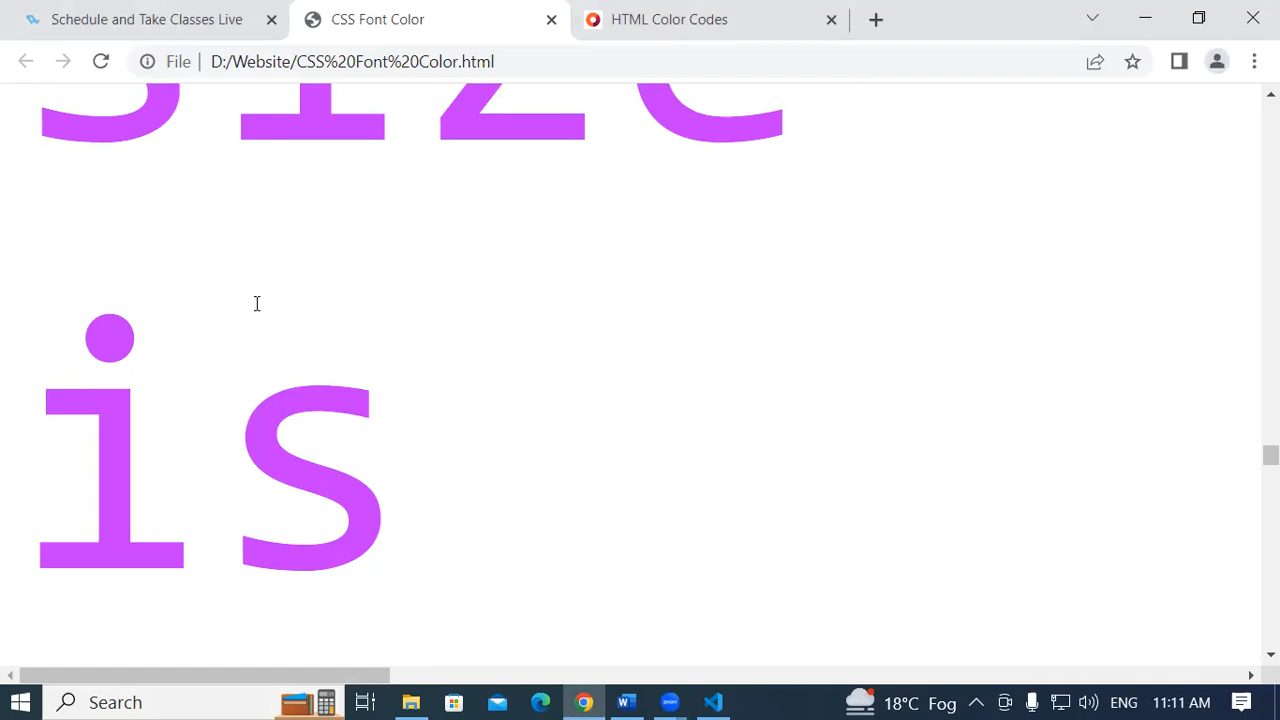 Schedule and Take Classes Live
CSS Font Color
HTML Color Codes
File
D:/Website/CSS%20Font%20Color.html
size
is
Search
zoom
18°C Fog
ENG
11:11 AM